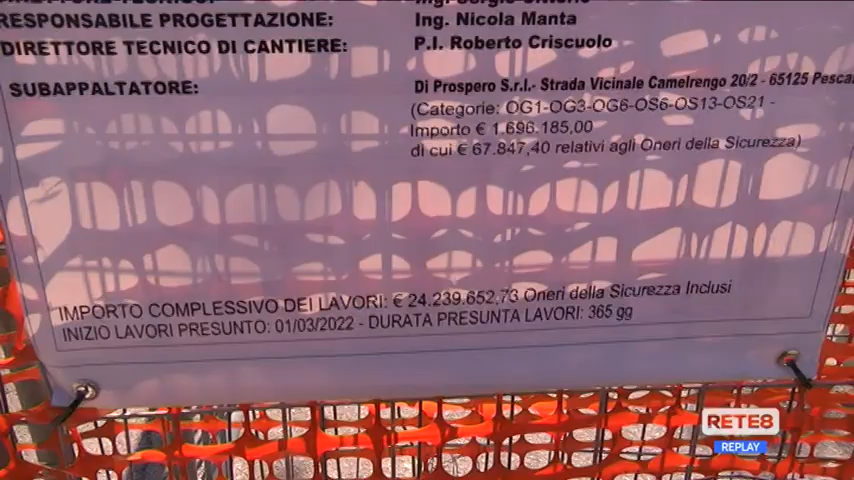 RESPONSABILE PROGETTAZIONE: Ing. Nicola Manta
DIRETTORE TECNICO DI CANTIERE: P.I. Roberto Criscuolo
SUBAPPALTATORE: Di Prospero S.r.l.- Strada Vicinale Camelrengo 20/2 - 65125 Pesca
(Categorie: OG1-OG3-OG6-OS6-OS13-OS21 -
Importo € 1.696.185,00
di cui € 67.847,40 relativi agli Oneri della Sicurezza)
IMPORTO COMPLESSIVO DEI LAVORI: € 24.239.652,73 Oneri della Sicurezza Inclusi
INIZIO LAVORI PRESUNTO: 01/03/2022 - DURATA PRESUNTA LAVORI: 365 gg
RETE8
REPLAY